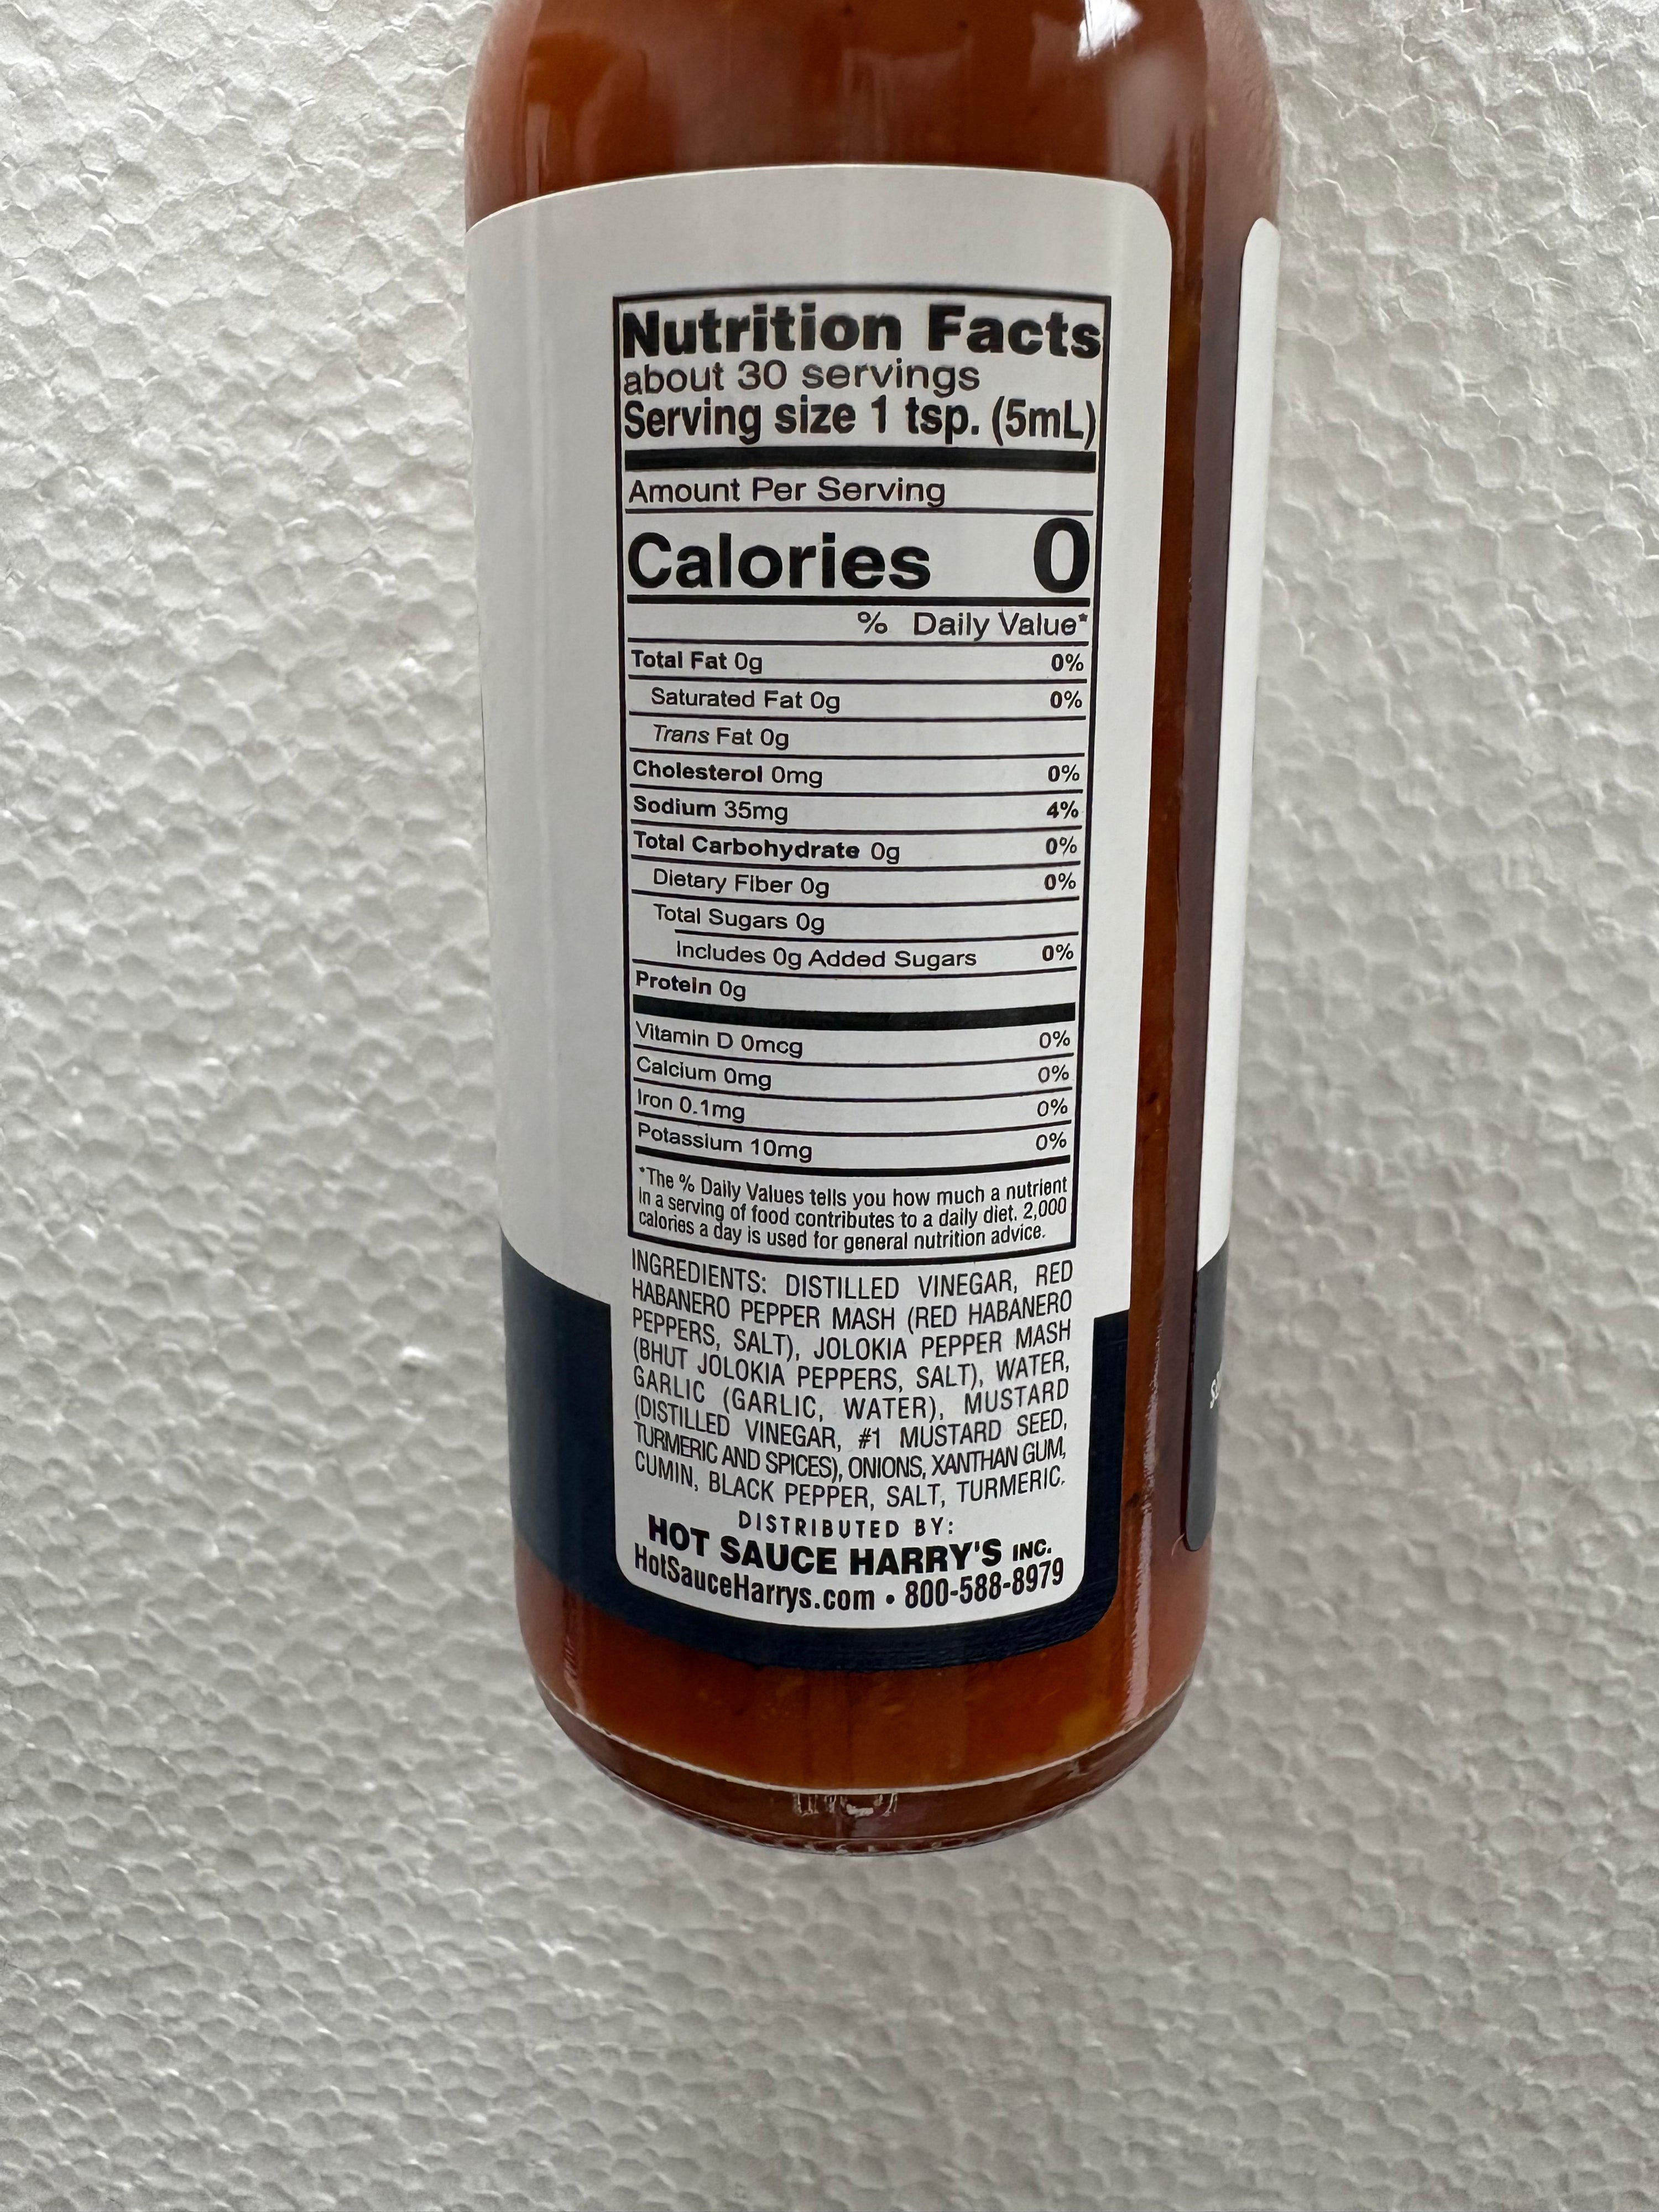 Nutrition Facts
about 30 servings
Serving size 1 tsp. (5mL)
Amount Per Serving
Calories 0
% Daily Value*
Total Fat 0g 0%
Saturated Fat 0g 0%
Trans Fat 0g
Cholesterol 0mg 0%
Sodium 35mg 4%
Total Carbohydrate 0g 0%
Dietary Fiber 0g 0%
Total Sugars 0g
Includes 0g Added Sugars 0%
Protein 0g
Vitamin D 0mcg 0%
Calcium 0mg 0%
Iron 0.1mg 0%
Potassium 10mg 0%
*The % Daily Values tells you how much a nutrient
in a serving of food contributes to a daily diet. 2,000
calories a day is used for general nutrition advice.
INGREDIENTS: DISTILLED VINEGAR, RED
HABANERO PEPPER MASH (RED HABANERO
PEPPERS, SALT), JOLOKIA PEPPER MASH
(BHUT JOLOKIA PEPPERS, SALT), WATER,
GARLIC (GARLIC, WATER), MUSTARD
(DISTILLED VINEGAR, #1 MUSTARD SEED,
TURMERIC AND SPICES), ONIONS, XANTHAN GUM,
CUMIN, BLACK PEPPER, SALT, TURMERIC.
DISTRIBUTED BY:
HOT SAUCE HARRY'S INC.
HotSauceHarrys.com • 800-588-8979